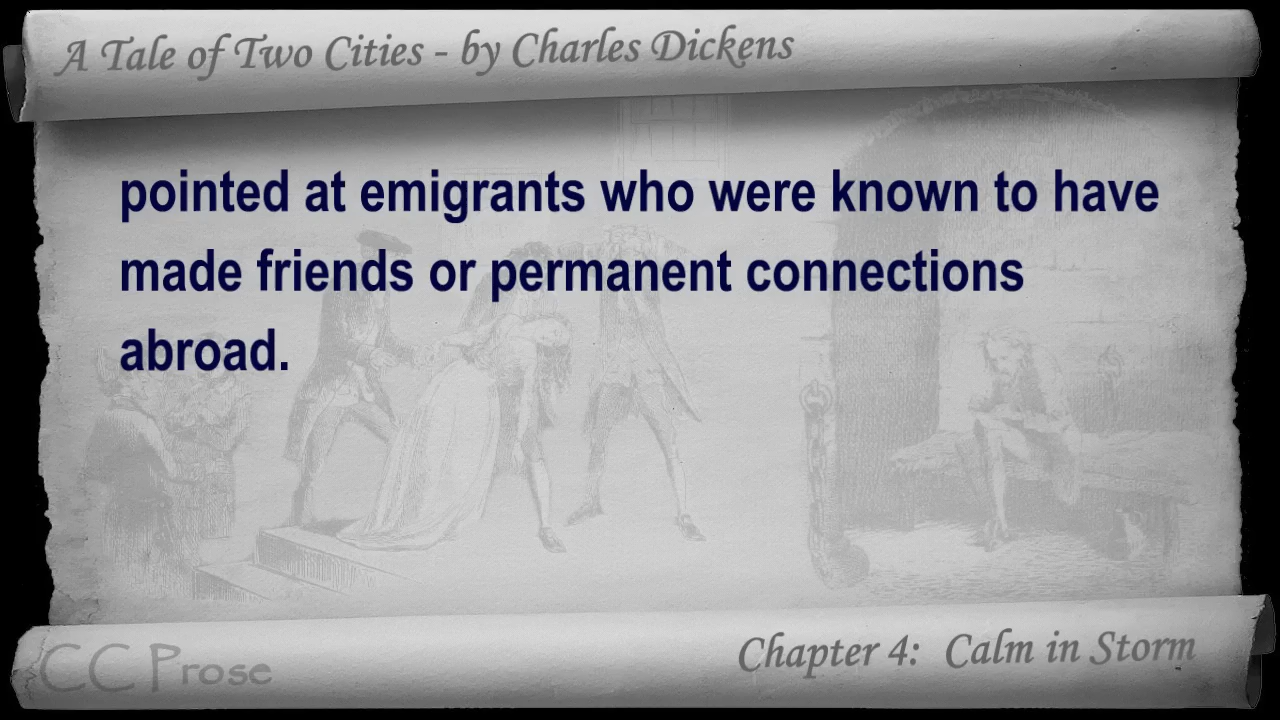 A Tale of Two Cities - by Charles Dickens
pointed at emigrants who were known to have
made friends or permanent connections
abroad.
CC Prose
Chapter 4: Calm in Storm